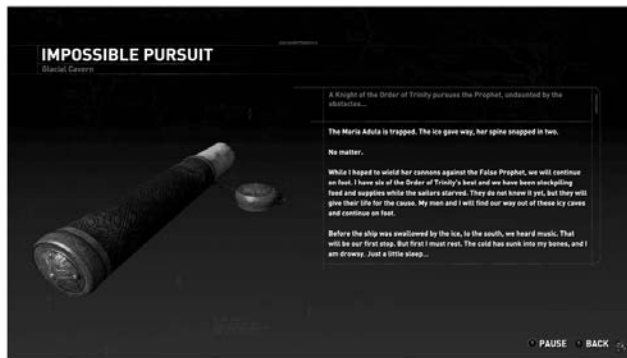 IMPOSSIBLE PURSUIT
Glacial Cavern
A Knight of the Order of Trinity pursues the Prophet, undaunted by the
obstacles...
The Maria Adula is trapped. The ice gave way, her spine snapped in two.
No matter.
While I hoped to wield her cannons against the False Prophet, we will continue
on foot. I have six of the Order of Trinity's best and we have been stockpiling
food and supplies while the sailors starved. They do not know it yet, but they will
give their life for the cause. My men and I will find our way out of these icy caves
and continue on foot.
Before the ship was swallowed by the ice, to the south, we heard music. That
will be our first stop. But first I must rest. The cold has sunk into my bones, and I
am drowsy. Just a little sleep...
PAUSE
BACK